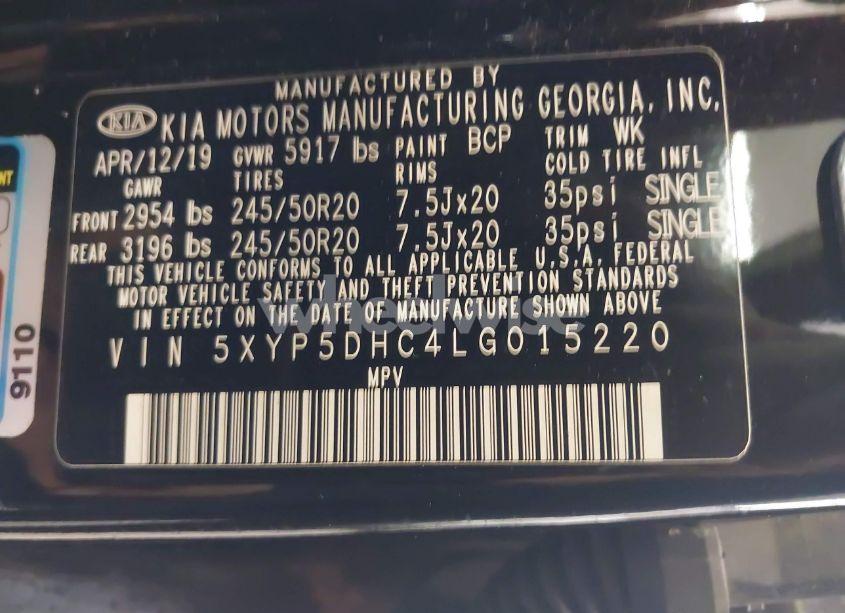 MANUFACTURED BY
KIA KIA MOTORS MANUFACTURING GEORGIA, INC.
APR/12/19 GVWR 5917 lbs PAINT BCP TRIM WK
GAWR TIRES RIMS COLD TIRE INFL
FRONT 2954 lbs 245/50R20 7.5Jx20 35psi SINGLE
REAR 3196 lbs 245/50R20 7.5Jx20 35psi SINGLE
THIS VEHICLE CONFORMS TO ALL APPLICABLE U.S.A. FEDERAL
MOTOR VEHICLE SAFETY AND THEFT PREVENTION STANDARDS
IN EFFECT ON THE DATE OF MANUFACTURE SHOWN ABOVE
wheelwise
VIN 5XYP5DHC4LG015220
MPV
9110